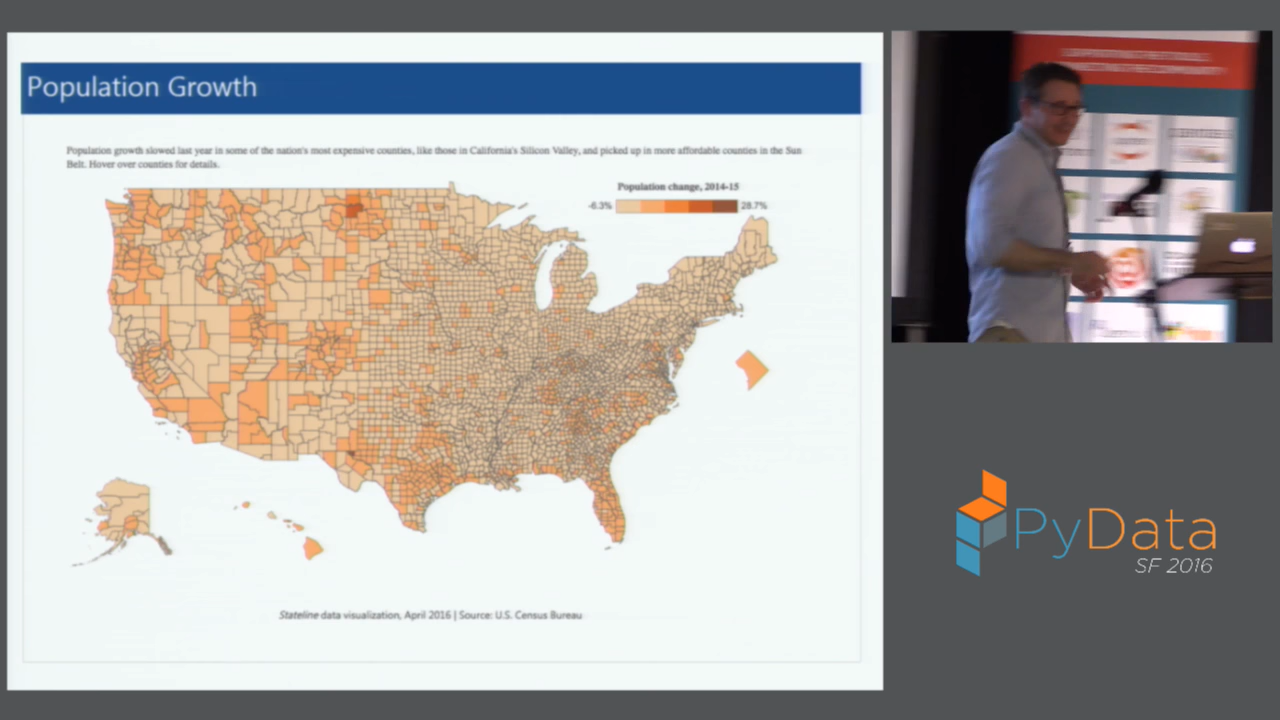 Population Growth
Population growth slowed last year in some of the nation's most expensive counties, like those in California's Silicon Valley, and picked up in more affordable counties in the Sun
Belt. Hover over counties for details.
Population change, 2014-15
-6.3% 28.7%
Stateline data visualization, April 2016 | Source: U.S. Census Bureau
PyData
SF 2016